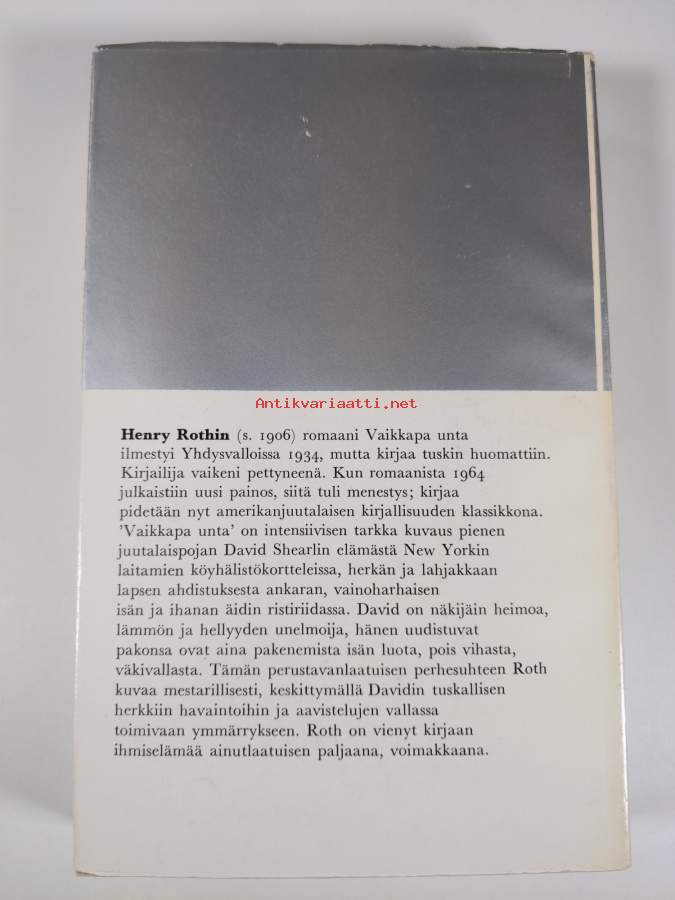 Antikvariaatti.net
Henry Rothin (s. 1906) romaani Vaikkapa unta
ilmestyi Yhdysvalloissa 1934, mutta kirjaa tuskin huomattiin.
Kirjailija vaikeni pettyneenä. Kun romaanista 1964
julkaistiin uusi painos, siitä tuli menestys; kirjaa
pidetään nyt amerikanjuutalaisen kirjallisuuden klassikkona.
'Vaikkapa unta' on intensiivisen tarkka kuvaus pienen
juutalaispojan David Shearlin elämästä New Yorkin
laitamien köyhälistökortteleissa, herkän ja lahjakkaan
lapsen ahdistuksesta ankaran, vainoharhaisen
isän ja ihanan äidin ristiriidassa. David on näkijäin heimoa,
lämmön ja hellyyden unelmoija, hänen uudistuvat
pakonsa ovat aina pakenemista isän luota, pois vihasta,
väkivallasta. Tämän perustavanlaatuisen perhesuhteen Roth
kuvaa mestarillisesti, keskittymällä Davidin tuskallisen
herkkiin havaintoihin ja aavistelujen vallassa
toimivaan ymmärrykseen. Roth on vienyt kirjaan
ihmiselämää ainutlaatuisen paljaana, voimakkaana.